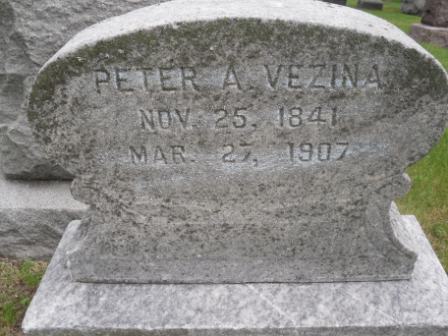 PETER A. VEZINA
NOV. 25, 1841
MAR. 27, 1907